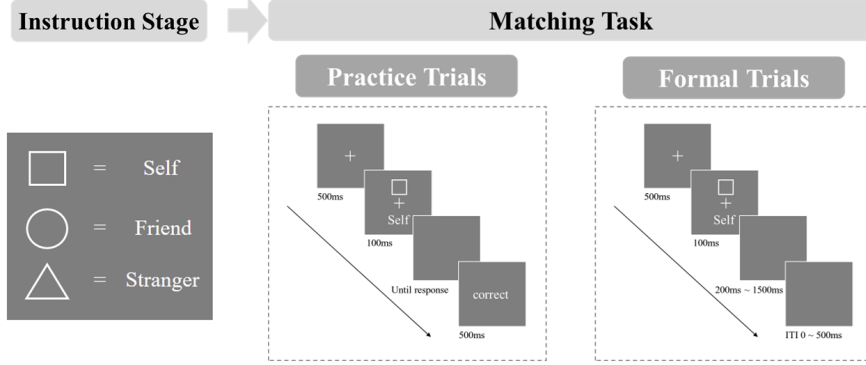 Instruction Stage
Matching Task
Practice Trials
Formal Trials
= Self
= Friend
= Stranger
+
500ms
+
Self
100ms
Until response
correct
500ms
+
500ms
+
Self
100ms
200ms ~ 1500ms
ITI 0 ~ 500ms